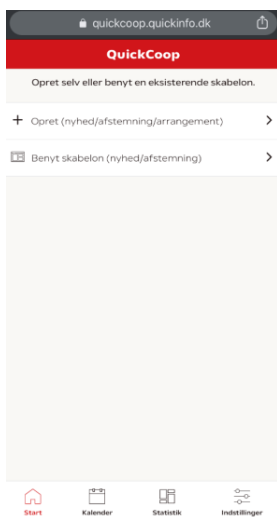 quickcoop.quickinfo.dk
QuickCoop
Opret selv eller benyt en eksisterende skabelon.
Opret (nyhed/afstemning/arrangement)
Benyt skabelon (nyhed/afstemning)
Start Kalender Statistik Indstillinger